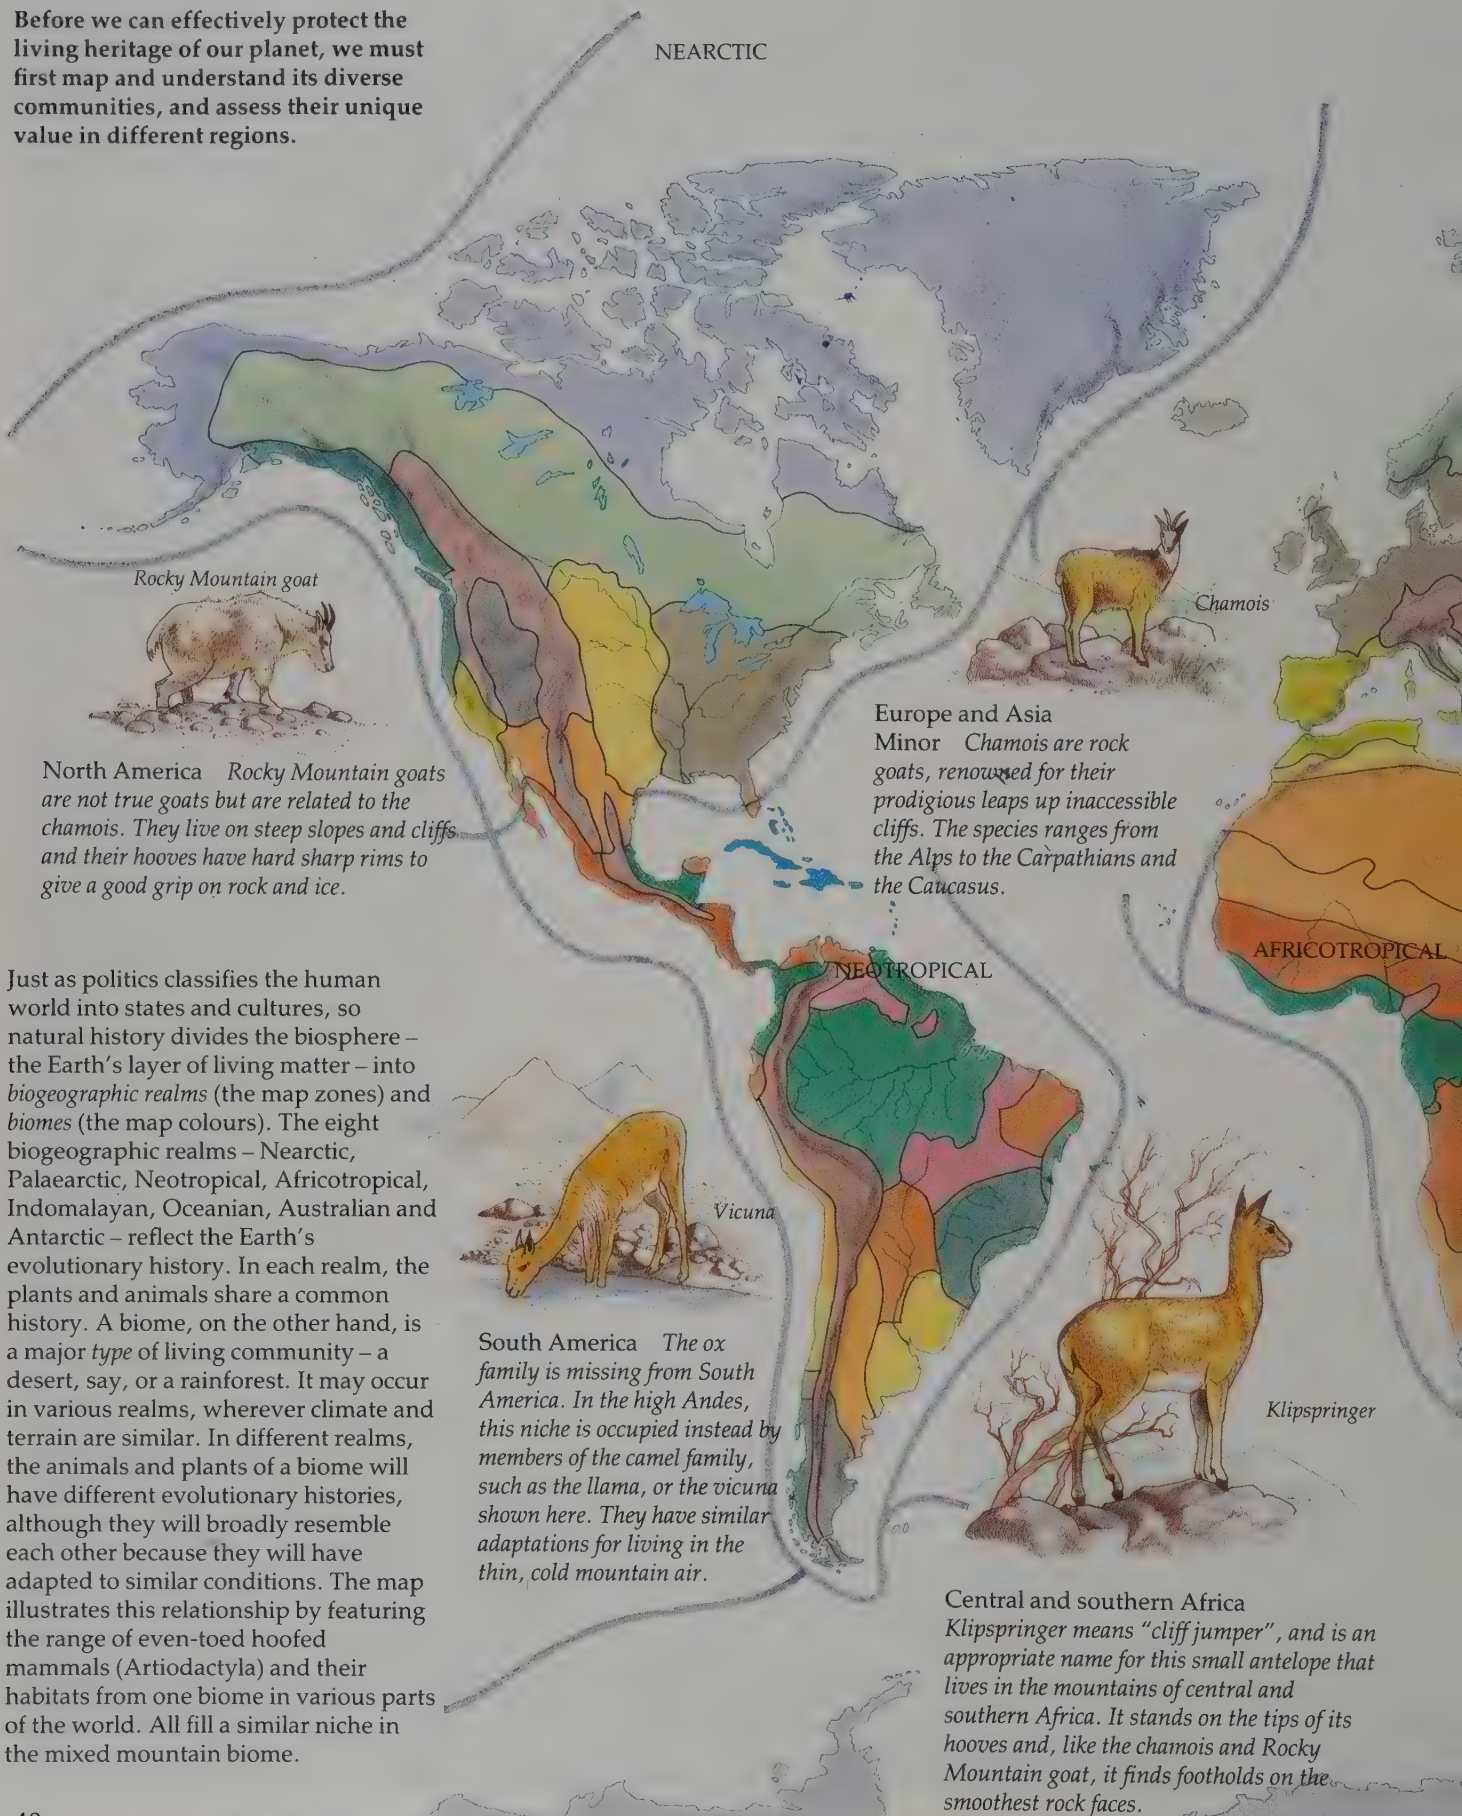 Before we can effectively protect the
living heritage of our planet, we must
first map and understand its diverse
communities, and assess their unique
value in different regions.
NEARCTIC
Rocky Mountain goat
North America Rocky Mountain goats
are not true goats but are related to the
chamois. They live on steep slopes and cliffs
and their hooves have hard sharp rims to
give a good grip on rock and ice.
Chamois
Europe and Asia
Minor Chamois are rock
goats, renowned for their
prodigious leaps up inaccessible
cliffs. The species ranges from
the Alps to the Carpathians and
the Caucasus.
AFRICOTROPICAL
NEOTROPICAL
Just as politics classifies the human
world into states and cultures, so
natural history divides the biosphere –
the Earth's layer of living matter – into
biogeographic realms (the map zones) and
biomes (the map colours). The eight
biogeographic realms – Nearctic,
Palaearctic, Neotropical, Africotropical,
Indomalayan, Oceanian, Australian and
Antarctic – reflect the Earth's
evolutionary history. In each realm, the
plants and animals share a common
history. A biome, on the other hand, is
a major type of living community – a
desert, say, or a rainforest. It may occur
in various realms, wherever climate and
terrain are similar. In different realms,
the animals and plants of a biome will
have different evolutionary histories,
although they will broadly resemble
each other because they will have
adapted to similar conditions. The map
illustrates this relationship by featuring
the range of even-toed hoofed
mammals (Artiodactyla) and their
habitats from one biome in various parts
of the world. All fill a similar niche in
the mixed mountain biome.
Vicuna
South America The ox
family is missing from South
America. In the high Andes,
this niche is occupied instead by
members of the camel family,
such as the llama, or the vicuna
shown here. They have similar
adaptations for living in the
thin, cold mountain air.
Klipspringer
Central and southern Africa
Klipspringer means "cliff jumper", and is an
appropriate name for this small antelope that
lives in the mountains of central and
southern Africa. It stands on the tips of its
hooves and, like the chamois and Rocky
Mountain goat, it finds footholds on the
smoothest rock faces.